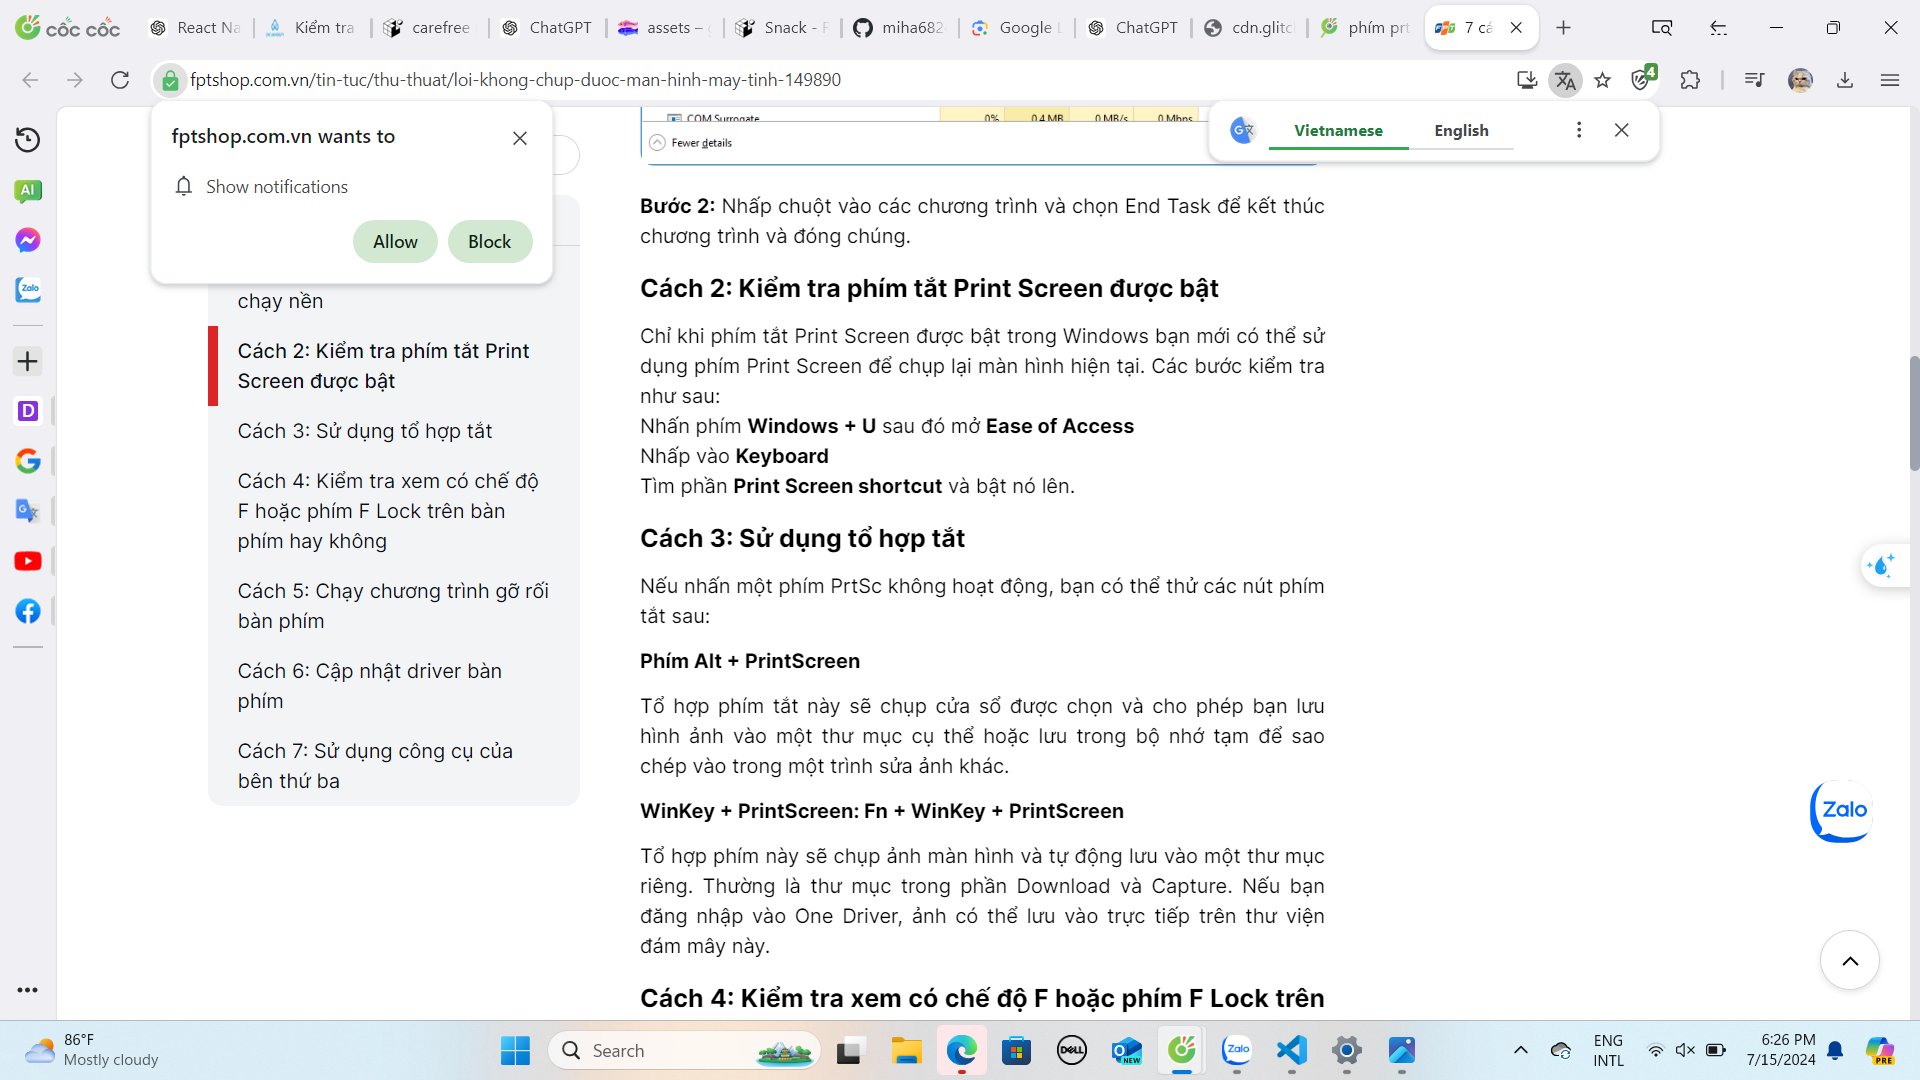 cốc cốc
React Na
Kiểm tra
carefree
ChatGPT
assets – g
Snack - R
miha682
Google L
ChatGPT
cdn.glitc
phím prt
7 cá
fptshop.com.vn/tin-tuc/thu-thuat/loi-khong-chup-duoc-man-hinh-may-tinh-149890
4
fptshop.com.vn wants to
Show notifications
Allow
Block
Vietnamese
English
COM Surrogate 0% 0.4 MB 0 MB/s 0 Mbps
Fewer details
AI
Zalo
D
chạy nền
Cách 2: Kiểm tra phím tắt Print
Screen được bật
Cách 3: Sử dụng tổ hợp tắt
Cách 4: Kiểm tra xem có chế độ
F hoặc phím F Lock trên bàn
phím hay không
Cách 5: Chạy chương trình gỡ rối
bàn phím
Cách 6: Cập nhật driver bàn
phím
Cách 7: Sử dụng công cụ của
bên thứ ba
Bước 2: Nhấp chuột vào các chương trình và chọn End Task để kết thúc
chương trình và đóng chúng.
Cách 2: Kiểm tra phím tắt Print Screen được bật
Chỉ khi phím tắt Print Screen được bật trong Windows bạn mới có thể sử
dụng phím Print Screen để chụp lại màn hình hiện tại. Các bước kiểm tra
như sau:
Nhấn phím Windows + U sau đó mở Ease of Access
Nhấp vào Keyboard
Tìm phần Print Screen shortcut và bật nó lên.
Cách 3: Sử dụng tổ hợp tắt
Nếu nhấn một phím PrtSc không hoạt động, bạn có thể thử các nút phím
tắt sau:
Phím Alt + PrintScreen
Tổ hợp phím tắt này sẽ chụp cửa sổ được chọn và cho phép bạn lưu
hình ảnh vào một thư mục cụ thể hoặc lưu trong bộ nhớ tạm để sao
chép vào trong một trình sửa ảnh khác.
WinKey + PrintScreen: Fn + WinKey + PrintScreen
Tổ hợp phím này sẽ chụp ảnh màn hình và tự động lưu vào một thư mục
riêng. Thường là thư mục trong phần Download và Capture. Nếu bạn
đăng nhập vào One Driver, ảnh có thể lưu vào trực tiếp trên thư viện
đám mây này.
Cách 4: Kiểm tra xem có chế độ F hoặc phím F Lock trên
Zalo
86°F
Mostly cloudy
Search
DELL
NEW
Zalo
ENG
INTL
6:26 PM
7/15/2024
PRE